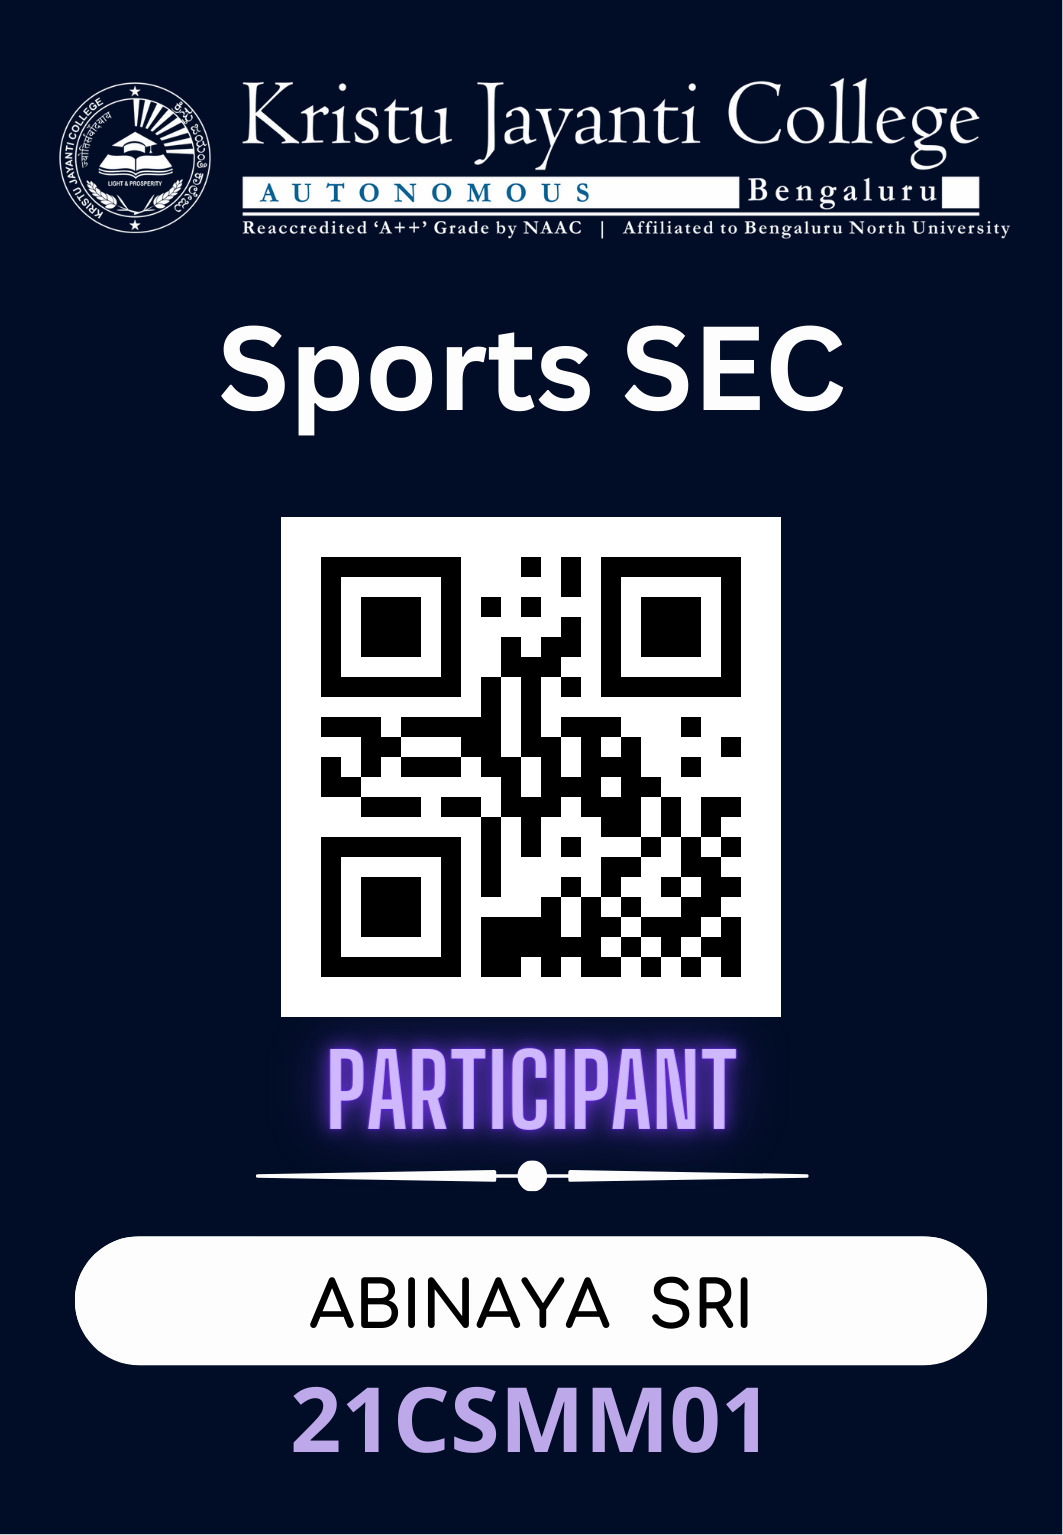 Kristu Jayanti College
AUTONOMOUS Bengaluru
Reaccredited ‘A++’ Grade by NAAC | Affiliated to Bengaluru North University
KRISTU JAYANTI COLLEGE
ಕ್ರಿಸ್ತು ಜಯಂತಿ ಕಾಲೇಜು
LIGHT & PROSPERITY
Sports SEC
PARTICIPANT
ABINAYA SRI
21CSMM01